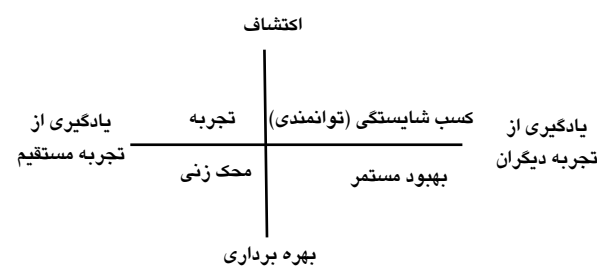 اکتشاف
کسب شایستگی (توانمندی)
تجربه
یادگیری از
تجربه دیگران
یادگیری از
تجربه مستقیم
بهبود مستمر
محک زنی
بهره برداری